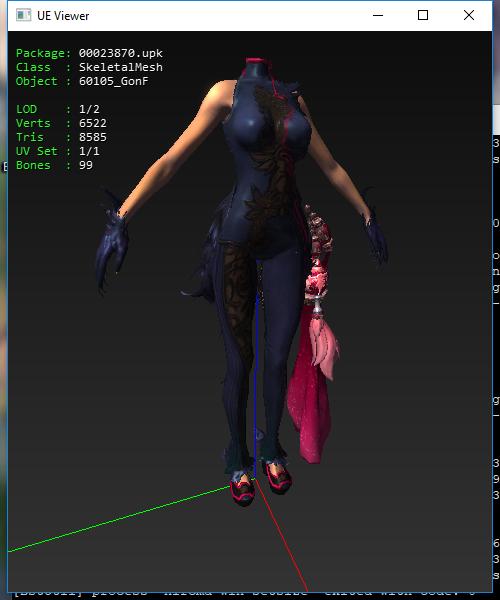 UE Viewer
Package: 00023870.upk
Class : SkeletalMesh
Object : 60105_GonF
LOD : 1/2
Verts : 6522
Tris : 8585
UV Set : 1/1
Bones : 99